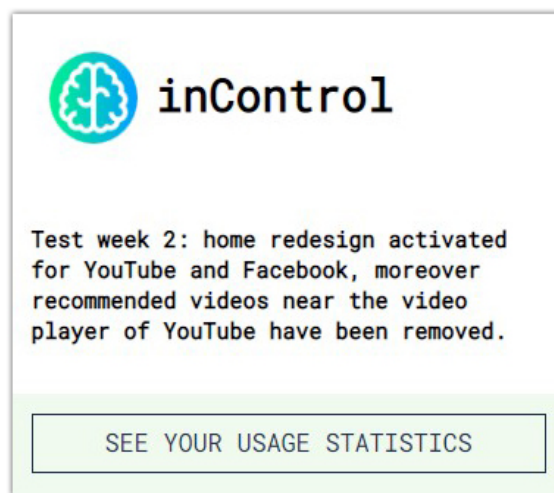 inControl
Test week 2: home redesign activated
for YouTube and Facebook, moreover
recommended videos near the video
player of YouTube have been removed.
SEE YOUR USAGE STATISTICS